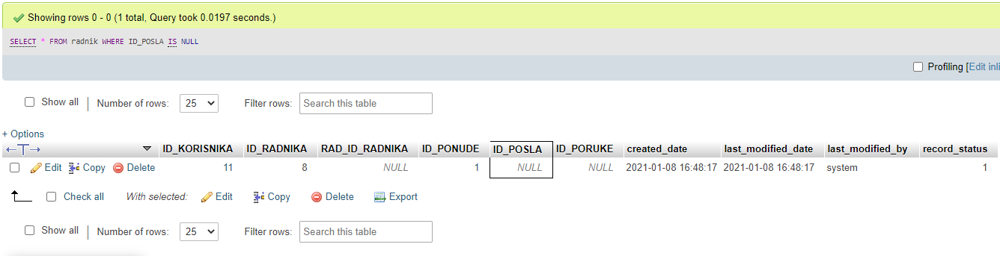 Showing rows 0 - 0 (1 total, Query took 0.0197 seconds.)
SELECT * FROM radnik WHERE ID_POSLA IS NULL
Profiling [Edit inli
Show all | Number of rows: 25 Filter rows: Search this table
+ Options
←T→ ID_KORISNIKA ID_RADNIKA RAD_ID_RADNIKA ID_PONUDE ID_POSLA ID_PORUKE created_date last_modified_date last_modified_by record_status
Edit Copy Delete 11 8 NULL 1 NULL NULL 2021-01-08 16:48:17 2021-01-08 16:48:17 system 1
Check all With selected: Edit Copy Delete Export
Show all | Number of rows: 25 Filter rows: Search this table